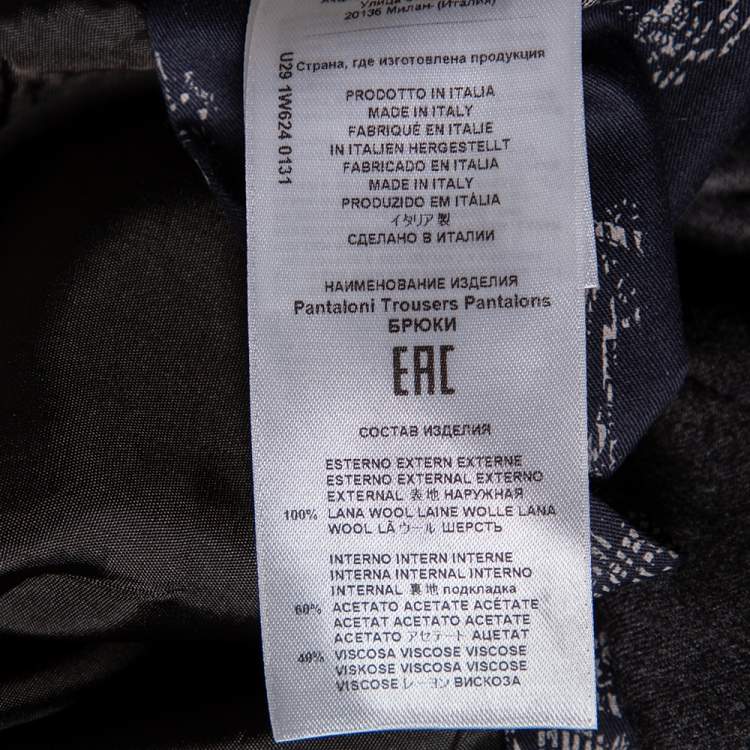 20136 Милан- (Италия)
Страна, где изготовлена продукция
U29 1W624 0131
PRODOTTO IN ITALIA
MADE IN ITALY
FABRIQUÉ EN ITALIE
IN ITALIEN HERGESTELLT
FABRICADO EN ITALIA
MADE IN ITALY
PRODUZIDO EM ITÀLIA
イタリア製
СДЕЛАНО В ИТАЛИИ
НАИМЕНОВАНИЕ ИЗДЕЛИЯ
Pantaloni Trousers Pantalons
БРЮКИ
EAC
СОСТАВ ИЗДЕЛИЯ
ESTERNO EXTERN EXTERNE
ESTERNO EXTERNAL EXTERNO
EXTERNAL 表地 НАРУЖНАЯ
100% LANA WOOL LAINE WOLLE LANA
WOOL LÃ ウール ШЕРСТЬ
INTERNO INTERN INTERNE
INTERNA INTERNAL INTERNO
INTERNAL 裏地 подкладка
60% ACETATO ACETATE ACÉTATE
ACETAT ACETATO ACETATE
ACETATO アセテート АЦЕТАТ
40% VISCOSA VISCOSE VISCOSE
VISKOSE VISCOSA VISCOSE
VISCOSE レーヨン ВИСКОЗА